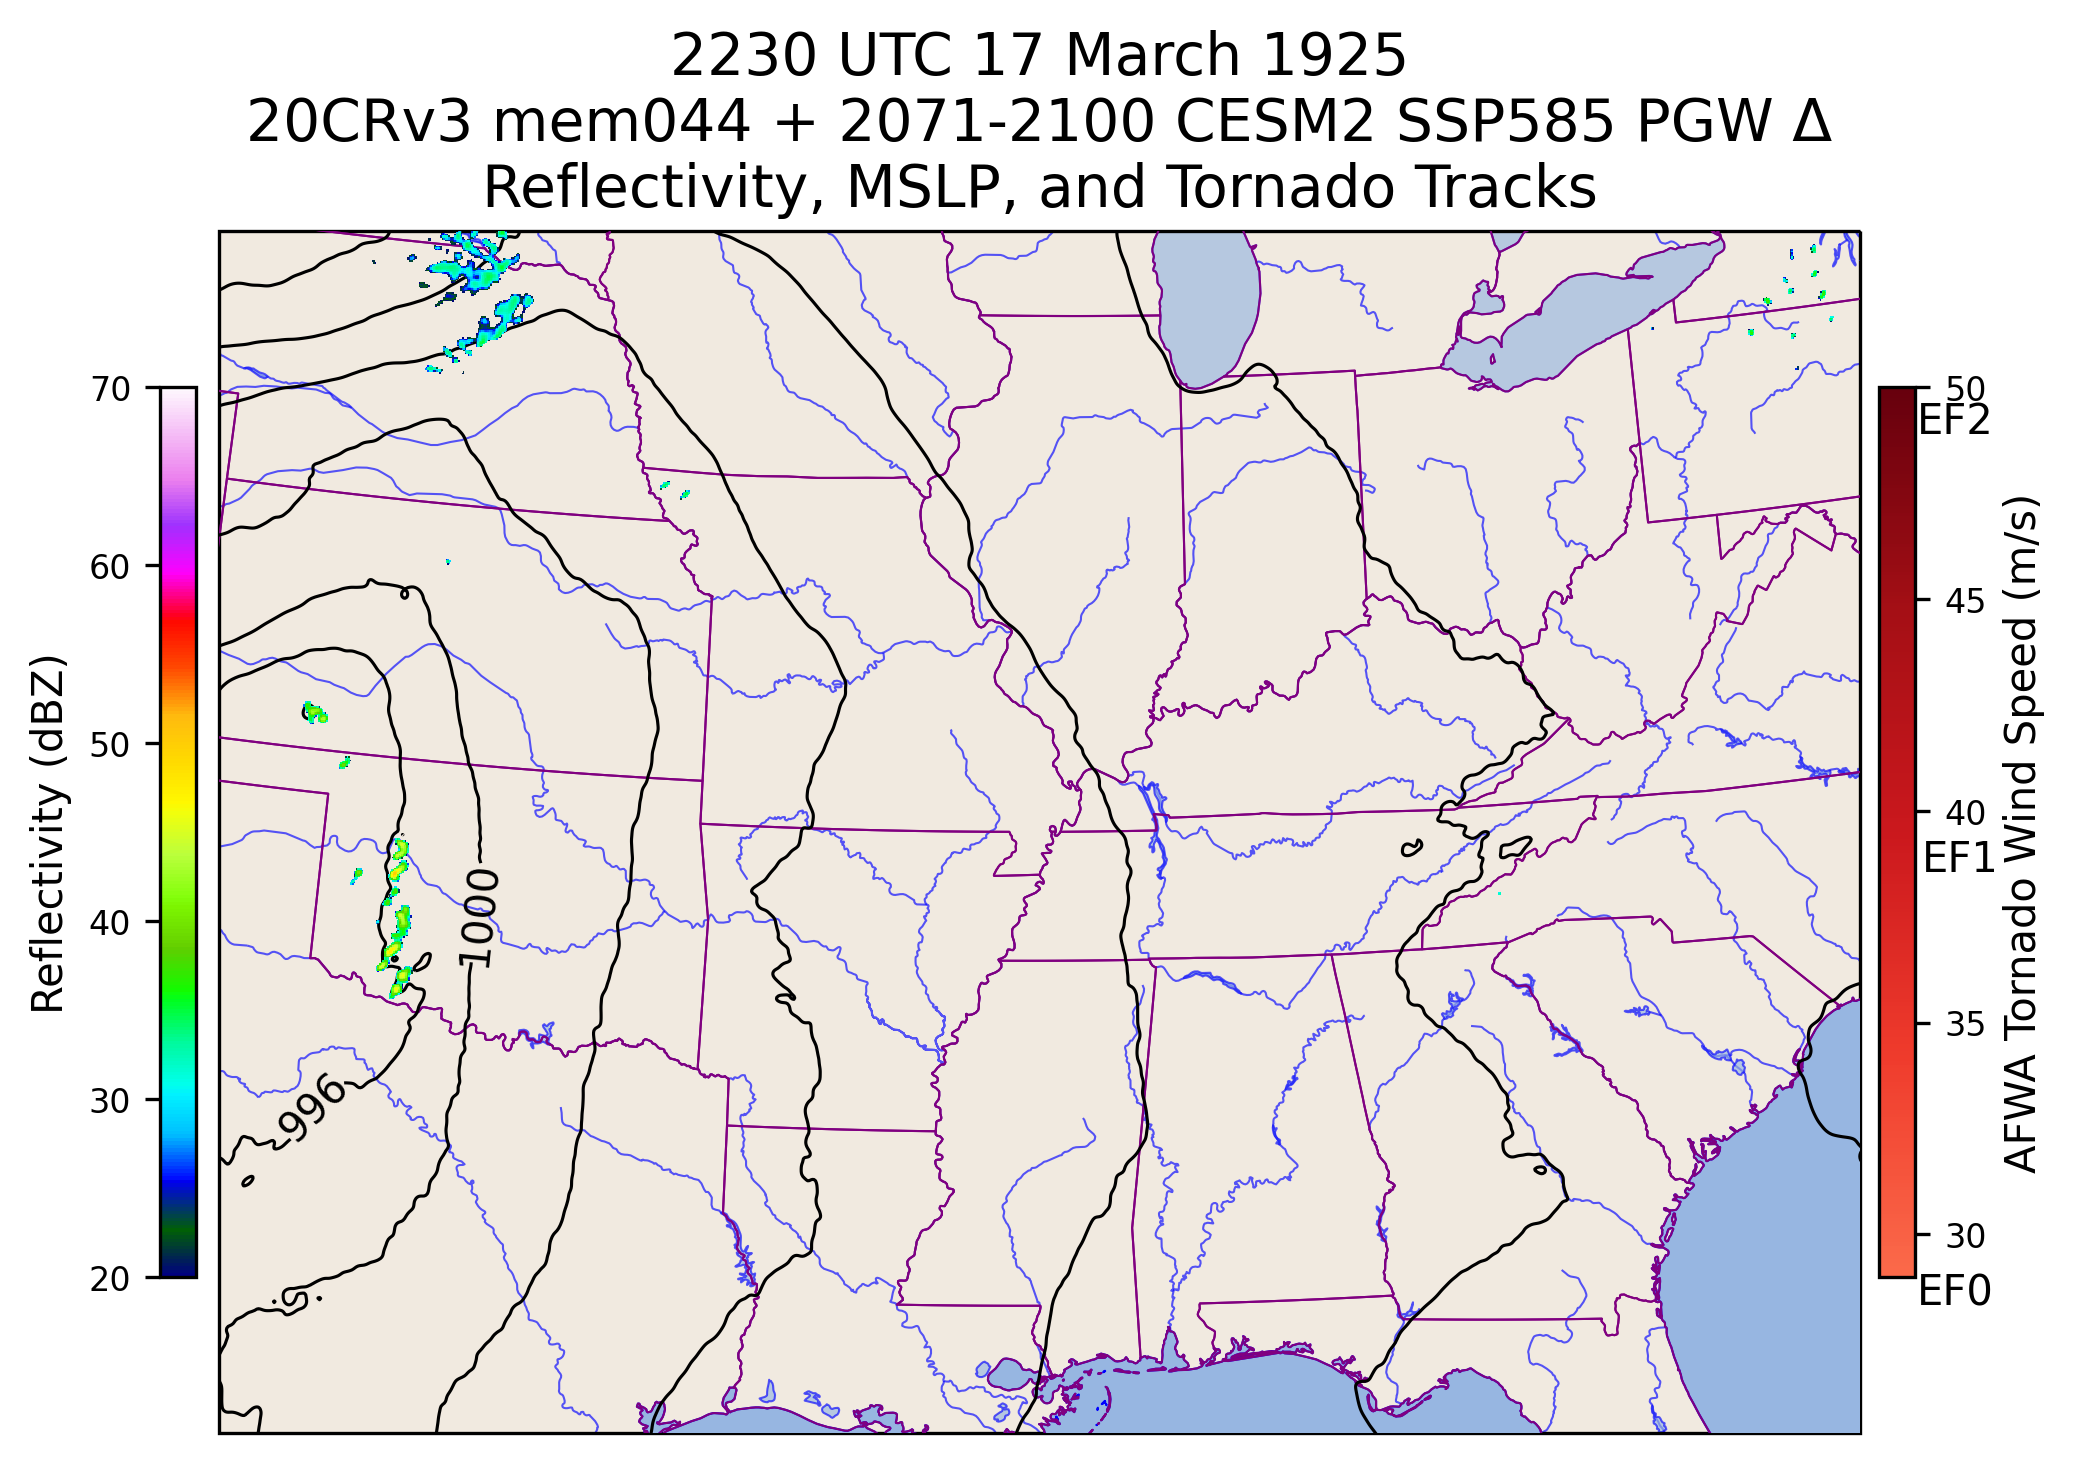 2230 UTC 17 March 1925
20CRv3 mem044 + 2071-2100 CESM2 SSP585 PGW Δ
Reflectivity, MSLP, and Tornado Tracks
Reflectivity (dBZ)
70
60
50
40
30
20
1000
996
50
EF2
45
40
EF1
35
30
EF0
AFWA Tornado Wind Speed (m/s)